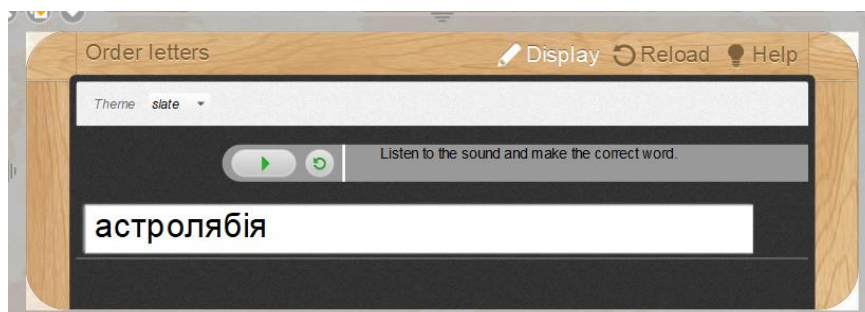 Order letters
Display Reload Help
Theme slate
Listen to the sound and make the correct word.
астролябія